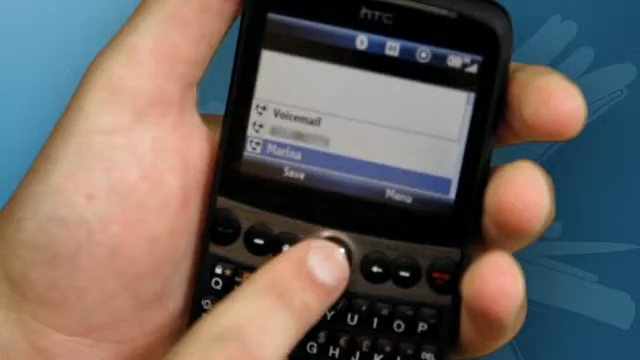 hTC
Voicemail
Marina
Save Menu
Q
Y U I O P
G H J K